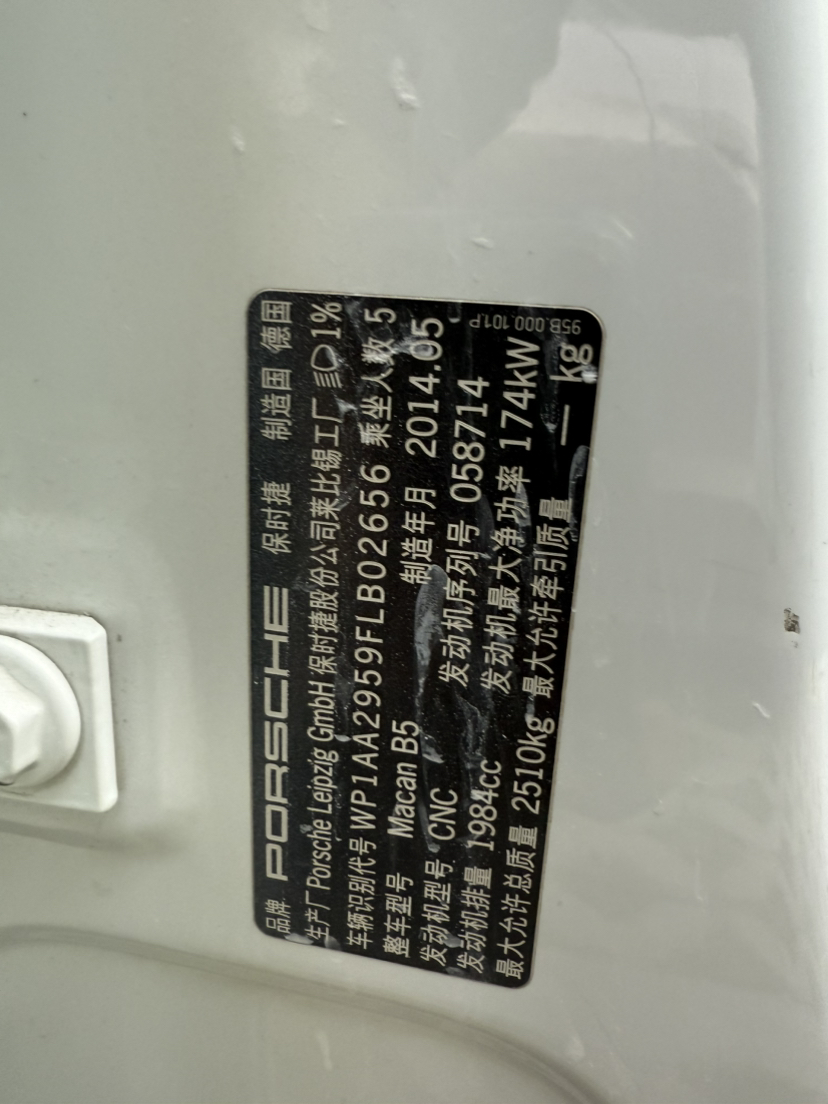 品牌 PORSCHE 保时捷 制造国 德国
生产厂 Porsche Leipzig GmbH 保时捷股份公司莱比锡工厂 1%
车辆识别代号 WP1AA2959FLB02656 乘坐人数 5
整车型号 Macan B5 制造年月 2014.05
发动机型号 CNC 发动机序列号 058714
发动机排量 1984cc 发动机最大净功率 174kW
最大允许总质量 2510kg 最大允许牵引质量 — kg
95B.000.101.P